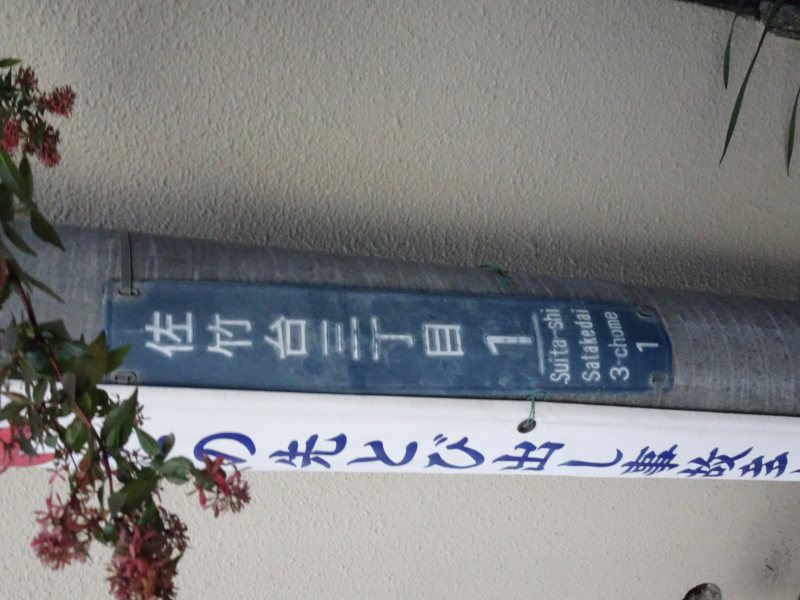 佐竹台三丁目
1
Suita-shi
Satakedai
3-chome
1
の先とび出し事故